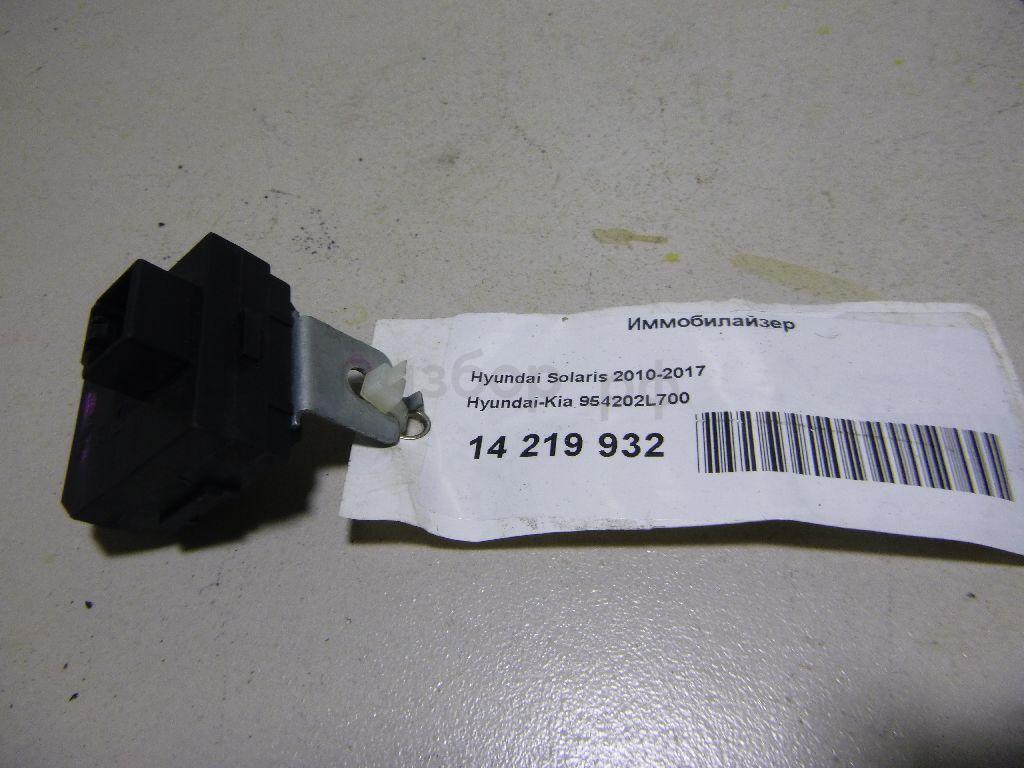 Иммобилайзер
Hyundai Solaris 2010-2017
Hyundai-Kia 954202L700
14 219 932